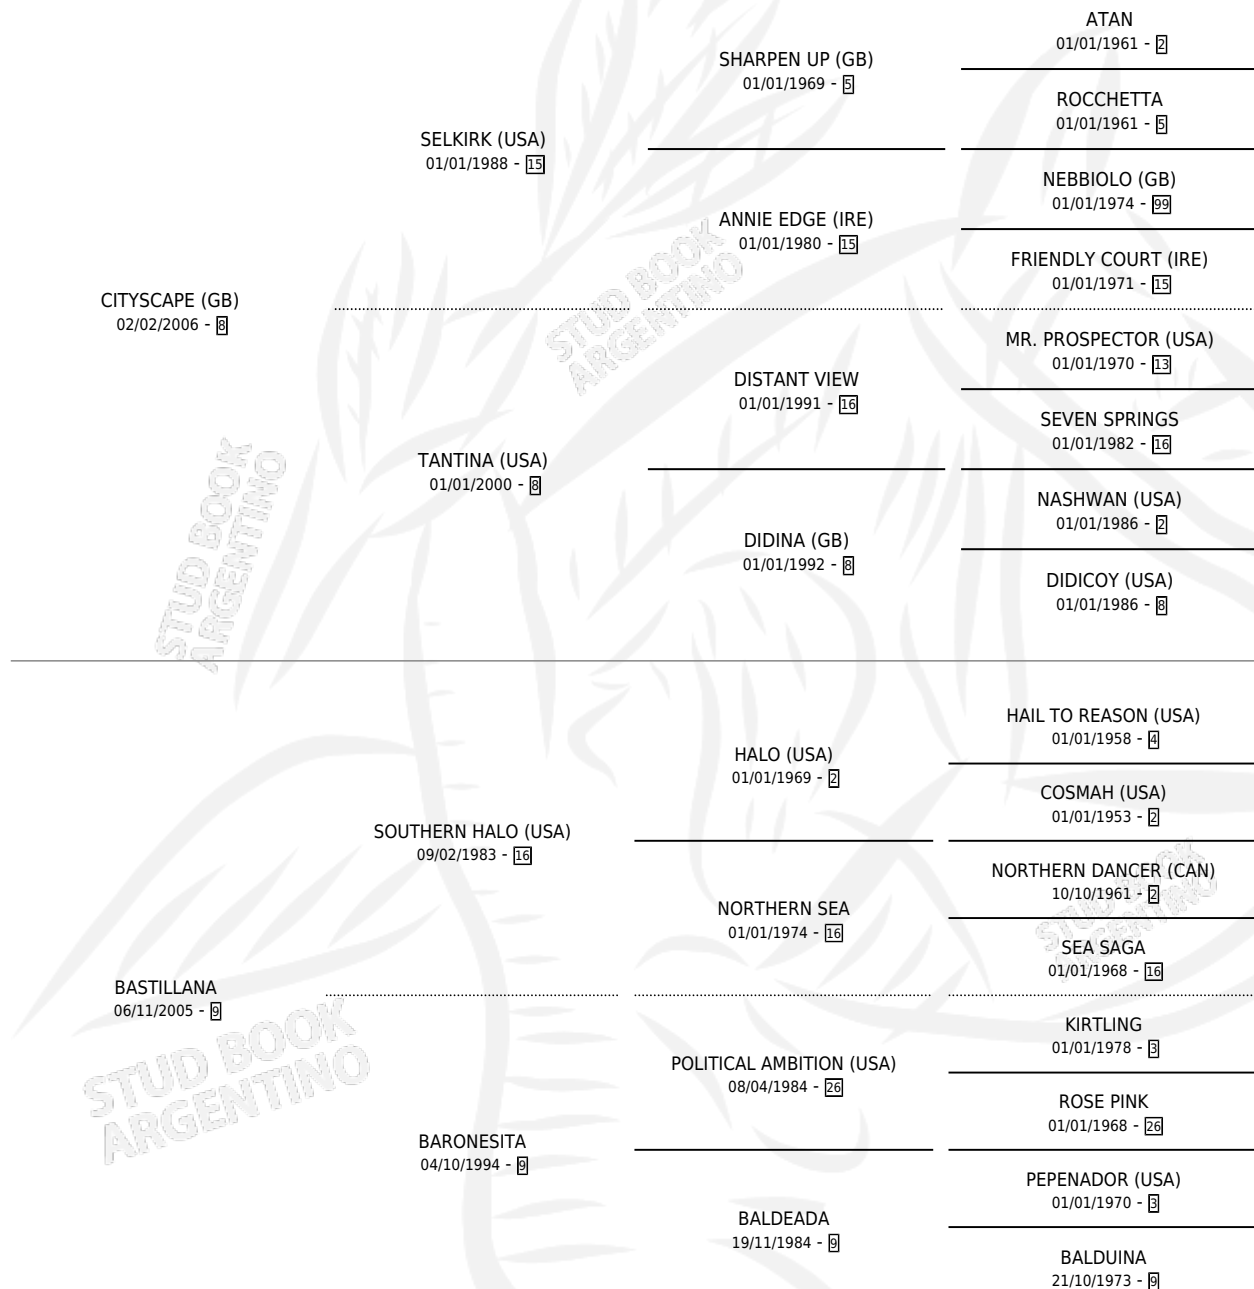 ATAN
01/01/1961 - 2
SHARPEN UP (GB)
01/01/1969 - 5
ROCCHETTA
01/01/1961 - 5
SELKIRK (USA)
01/01/1988 - 15
NEBBIOLO (GB)
01/01/1974 - 99
ANNIE EDGE (IRE)
01/01/1980 - 15
FRIENDLY COURT (IRE)
01/01/1971 - 15
CITYSCAPE (GB)
02/02/2006 - 8
STUD BOOK
ARGENTINO
MR. PROSPECTOR (USA)
01/01/1970 - 13
DISTANT VIEW
01/01/1991 - 16
SEVEN SPRINGS
01/01/1982 - 16
TANTINA (USA)
01/01/2000 - 8
NASHWAN (USA)
01/01/1986 - 2
DIDINA (GB)
01/01/1992 - 8
DIDICOY (USA)
01/01/1986 - 8
STUD BOOK
ARGENTINO
HAIL TO REASON (USA)
01/01/1958 - 4
HALO (USA)
01/01/1969 - 2
COSMAH (USA)
01/01/1953 - 2
SOUTHERN HALO (USA)
09/02/1983 - 16
NORTHERN DANCER (CAN)
10/10/1961 - 2
NORTHERN SEA
01/01/1974 - 16
SEA SAGA
01/01/1968 - 16
STUD BOOK
ARGENTINO
BASTILLANA
06/11/2005 - 9
STUD BOOK
ARGENTINO
KIRTLING
01/01/1978 - 3
POLITICAL AMBITION (USA)
08/04/1984 - 26
ROSE PINK
01/01/1968 - 26
BARONESITA
04/10/1994 - 9
PEPENADOR (USA)
01/01/1970 - 3
BALDEADA
19/11/1984 - 9
BALDUINA
21/10/1973 - 9